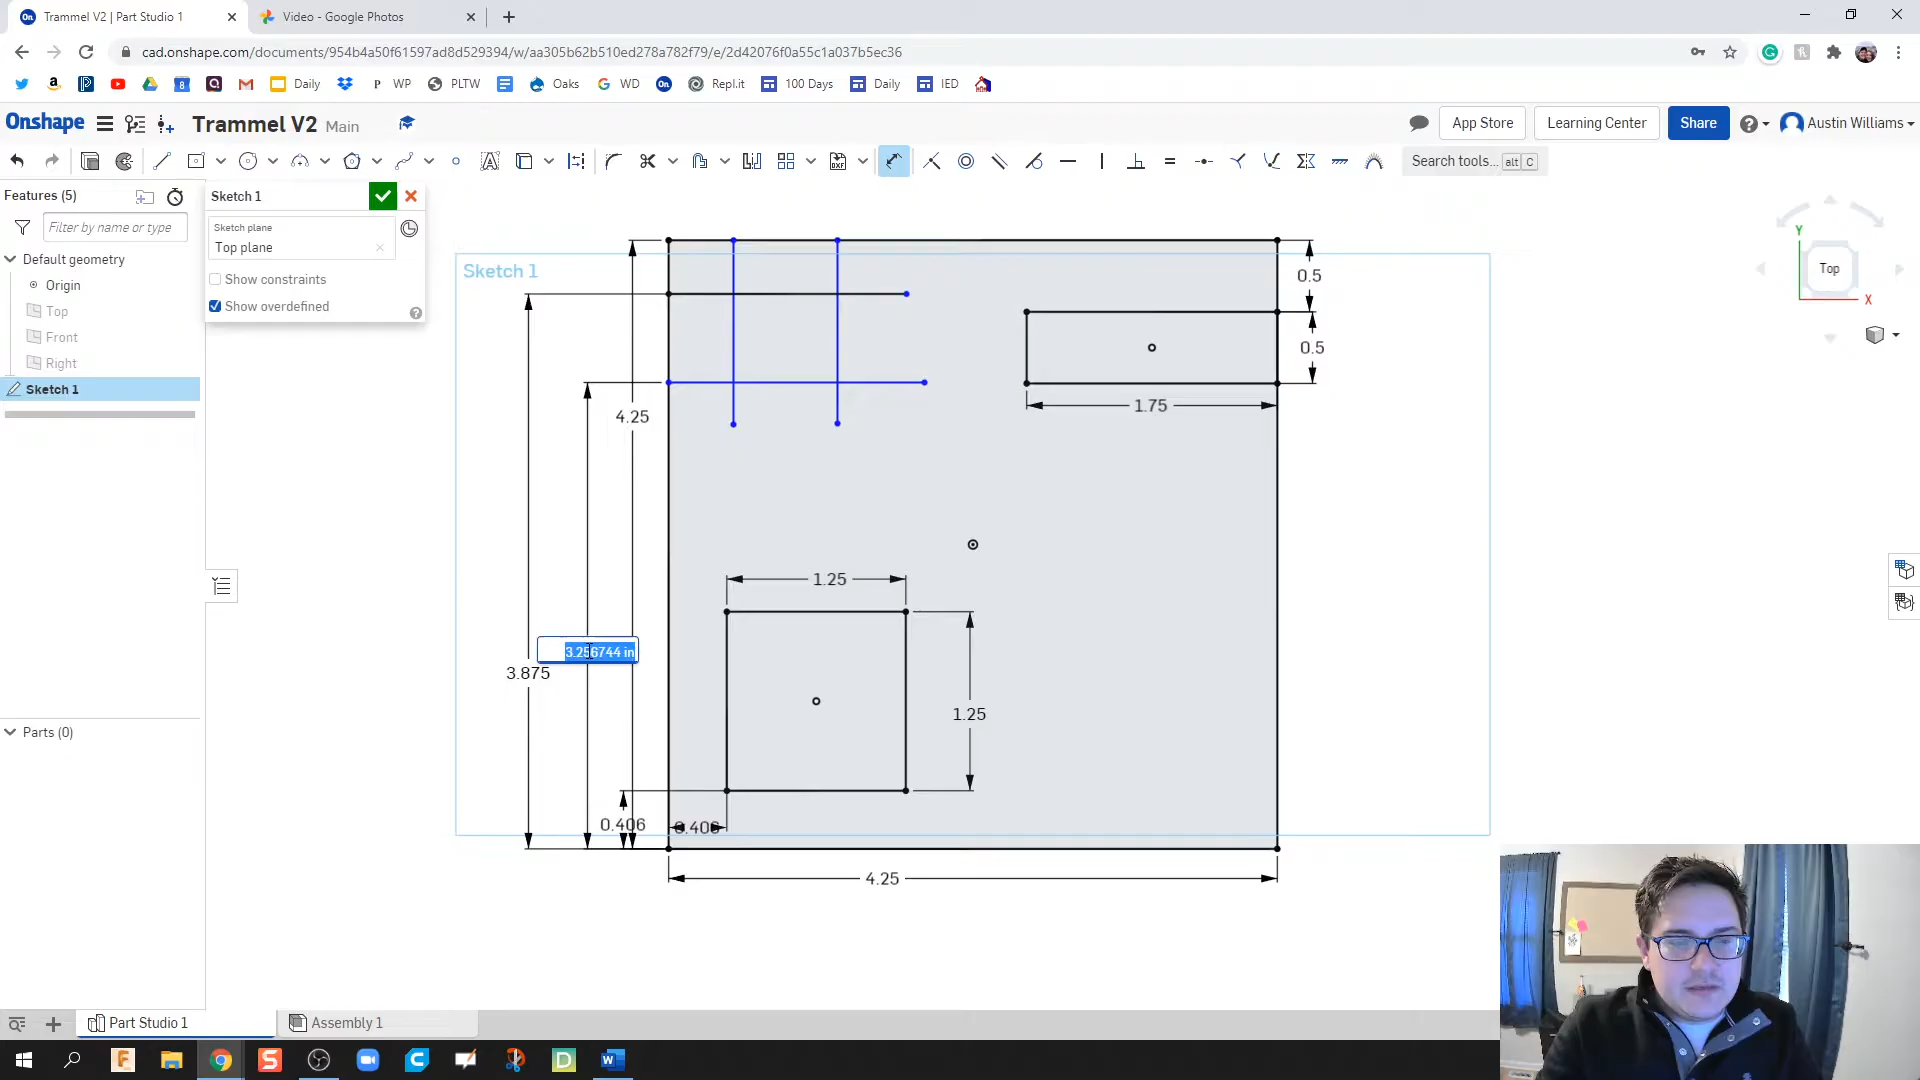 Trammel V2 | Part Studio 1
Video - Google Photos
cad.onshape.com/documents/954b4a50f61597ad8d529394/w/aa305b62b510ed278a782f79/e/2d42076f0a55c1a037b5ec36
Daily
P WP
PLTW
Oaks
WD
Repl.it
100 Days
Daily
IED
Onshape
Trammel V2 Main
App Store
Learning Center
Share
Austin Williams
Search tools... alt C
Features (5)
Filter by name or type
Default geometry
Origin
Top
Front
Right
Sketch 1
Parts (0)
Sketch 1
Sketch plane
Top plane
Show constraints
Show overdefined
Sketch 1
0.5
0.5
1.75
4.25
1.25
3.256744 in
3.875
1.25
0.406
0.406
4.25
Y
Top
X
Part Studio 1
Assembly 1